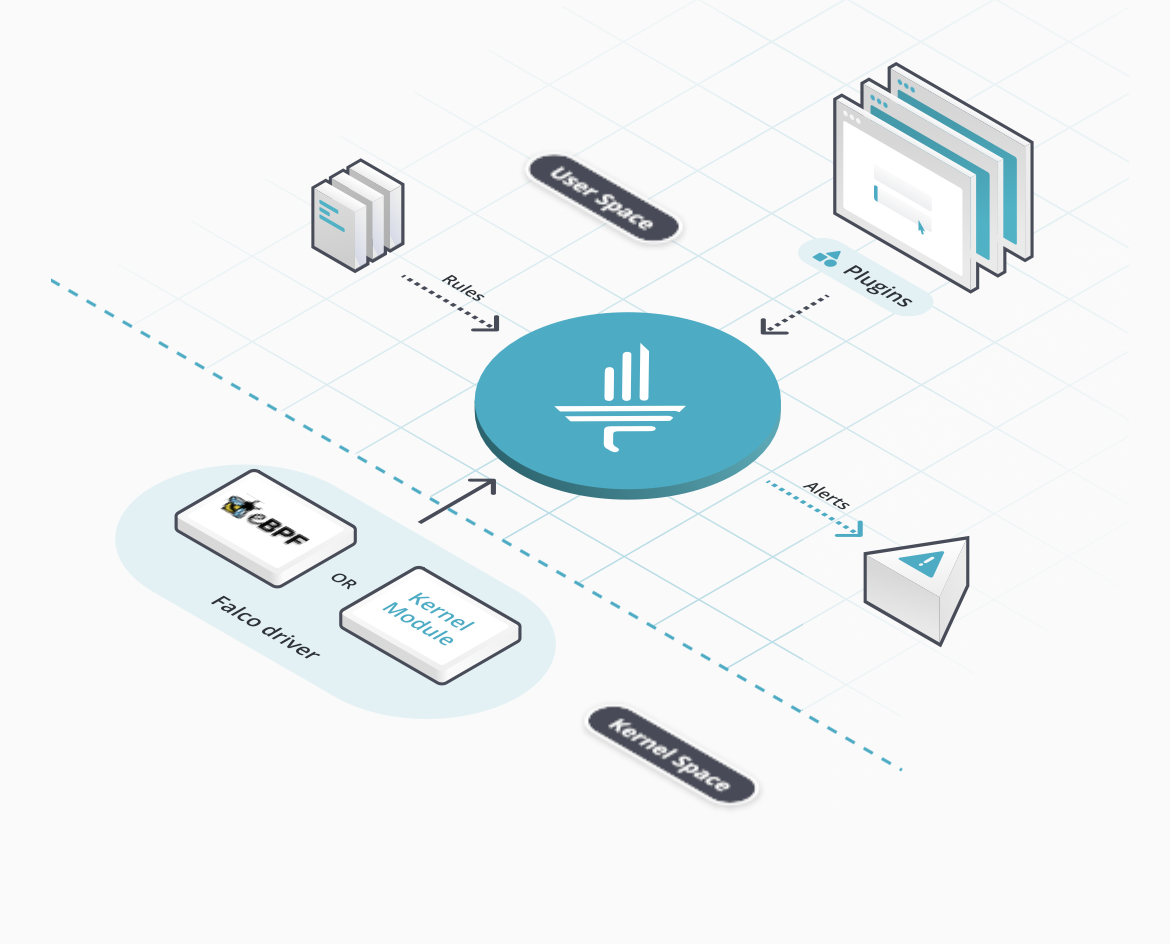 User Space
Rules
Plugins
Alerts
eBPF
OR
Kernel
Module
Falco driver
Kernel Space